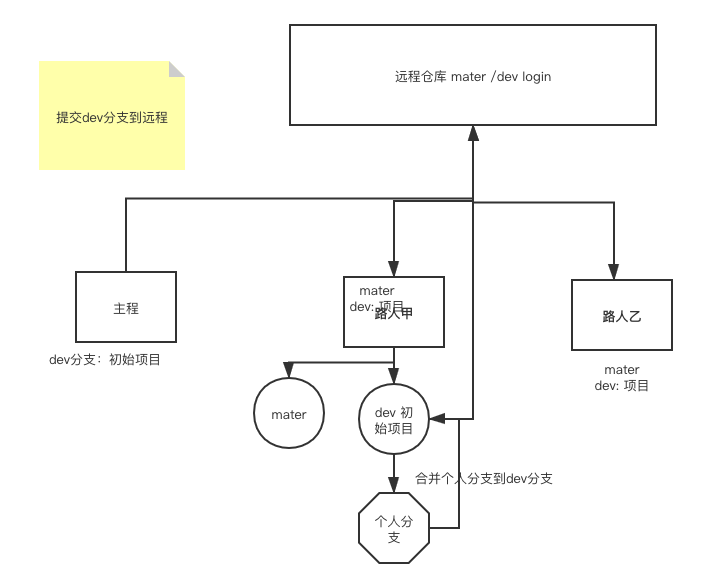 远程仓库 mater /dev login
提交dev分支到远程
主程
dev分支：初始项目
mater
dev: 项目
路人甲
路人乙
mater
dev: 项目
mater
dev 初
始项目
合并个人分支到dev分支
个人分
支